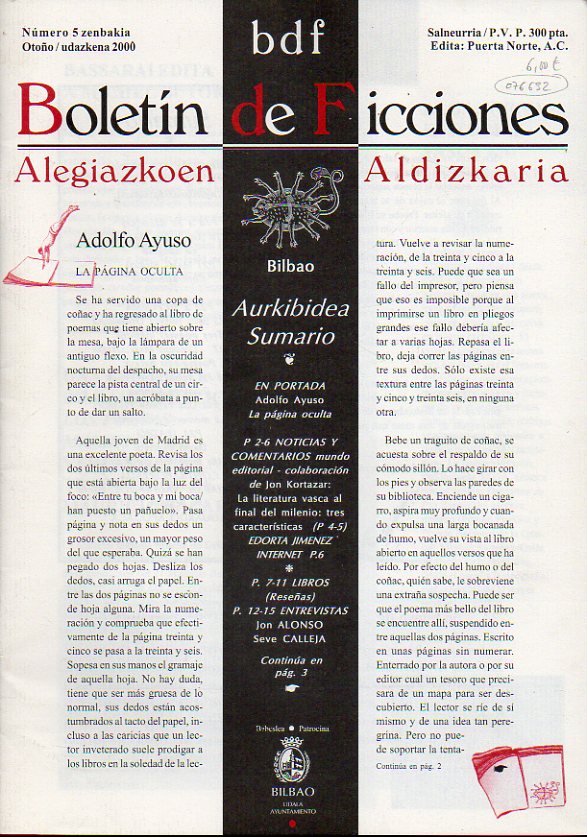 Número 5 zenbakia
Otoño / udazkena 2000
bdf
Salneurria / P.V. P. 300 pta.
Edita: Puerta Norte, A.C.
6,00 €
076692
Boletín de Ficciones
Alegiazkoen Aldizkaria
Adolfo Ayuso
LA PÁGINA OCULTA
Se ha servido una copa de
coñac y ha regresado al libro de
poemas que tiene abierto sobre
la mesa, bajo la lámpara de un
antiguo flexo. En la oscuridad
nocturna del despacho, su mesa
parece la pista central de un cir-
co y el libro, un acróbata a pun-
to de dar un salto.
Aquella joven de Madrid es
una excelente poeta. Revisa los
dos últimos versos de la página
que está abierta bajo la luz del
foco: «Entre tu boca y mi boca/
han puesto un pañuelo». Pasa
página y nota en sus dedos un
grosor excesivo, un mayor peso
del que esperaba. Quizá se han
pegado dos hojas. Desliza los
dedos, casi arruga el papel. En-
tre las dos páginas no se escon-
de hoja alguna. Mira la nume-
ración y comprueba que efecti-
vamente de la página treinta y
cinco se pasa a la treinta y seis.
Sopesa en sus manos el gramaje
de aquella hoja. No hay duda,
tiene que ser más gruesa de lo
normal, sus dedos están acos-
tumbrados al tacto del papel, in-
cluso a las caricias que un lec-
tor inveterado suele prodigar a
los libros en la soledad de la lec-
Bilbao
Aurkibidea
Sumario
EN PORTADA
Adolfo Ayuso
La página oculta
P 2-6 NOTICIAS Y
COMENTARIOS mundo
editorial - colaboración
de Jon Kortazar:
La literatura vasca al
final del milenio: tres
características (P 4-5)
EDORTA JIMENEZ
INTERNET P.6
P. 7-11 LIBROS
(Reseñas)
P. 12-15 ENTREVISTAS
Jon ALONSO
Seve CALLEJA
Continúa en
pág. 3
Babeslea • Patrocina
BILBAO
UDALA
AYUNTAMIENTO
tura. Vuelve a revisar la nume-
ración, de la treinta y cinco a la
treinta y seis. Puede que sea un
fallo del impresor, pero piensa
que eso es imposible porque al
imprimirse un libro en pliegos
grandes ese fallo debería afec-
tar a varias hojas. Repasa el li-
bro, deja correr las páginas en-
tre sus dedos. Sólo existe esa
textura entre las páginas treinta
y cinco y treinta seis, en ninguna
otra.
Bebe un traguito de coñac, se
acuesta sobre el respaldo de su
cómodo sillón. Lo hace girar con
los pies y observa las paredes de
su biblioteca. Enciende un ciga-
rro, aspira muy profundo y cuan-
do expulsa una larga bocanada
de humo, vuelve su vista al libro
abierto en aquellos versos que ha
leído. Por efecto del humo o del
coñac, quién sabe, le sobreviene
una extraña sospecha. Puede ser
que el poema más bello del libro
se encuentre allí, suspendido en-
tre aquellas dos páginas. Escrito
en unas páginas sin numerar.
Enterrado por la autora o por su
editor cual un tesoro que preci-
sara de un mapa para ser des-
cubierto. El lector se ríe de sí
mismo y de una idea tan pere-
grina. Pero no pue-
de soportar la tenta-
Continúa en pág. 2